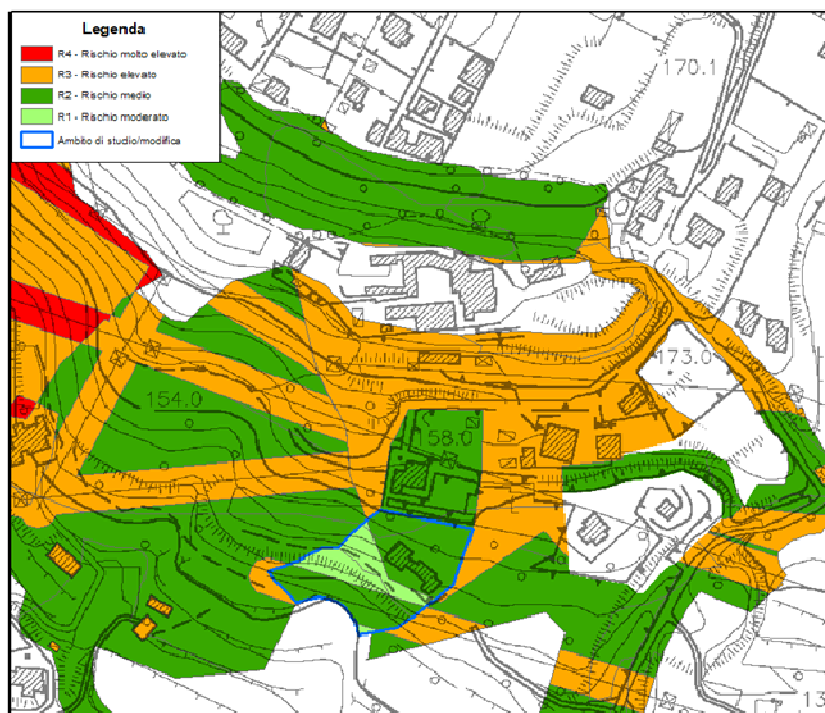 Legenda
R4 - Rischio molto elevato
R3 - Rischio elevato
R2 - Rischio medio
R1 - Rischio moderato
Ambito di studio/modifica
170.1
173.0
154.0
58.0
13